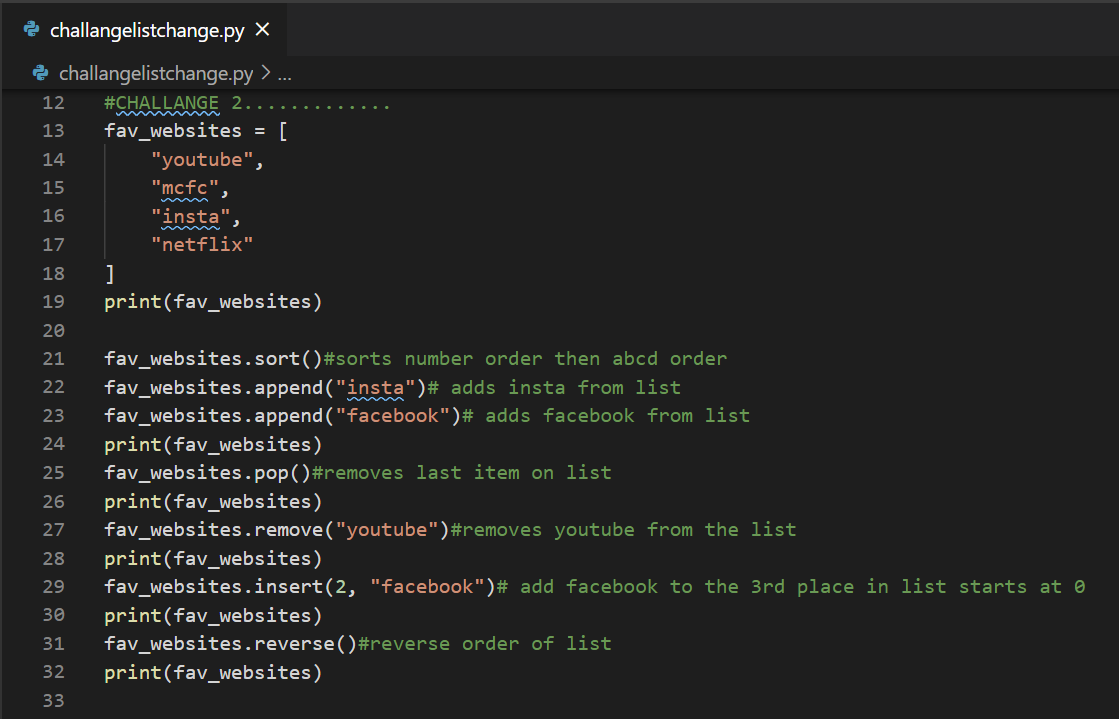 challangelistchange.py ×
challangelistchange.py > ...
12 #CHALLANGE 2.............
13 fav_websites = [
14     "youtube",
15     "mcfc",
16     "insta",
17     "netflix"
18 ]
19 print(fav_websites)
20
21 fav_websites.sort()#sorts number order then abcd order
22 fav_websites.append("insta")# adds insta from list
23 fav_websites.append("facebook")# adds facebook from list
24 print(fav_websites)
25 fav_websites.pop()#removes last item on list
26 print(fav_websites)
27 fav_websites.remove("youtube")#removes youtube from the list
28 print(fav_websites)
29 fav_websites.insert(2, "facebook")# add facebook to the 3rd place in list starts at 0
30 print(fav_websites)
31 fav_websites.reverse()#reverse order of list
32 print(fav_websites)
33